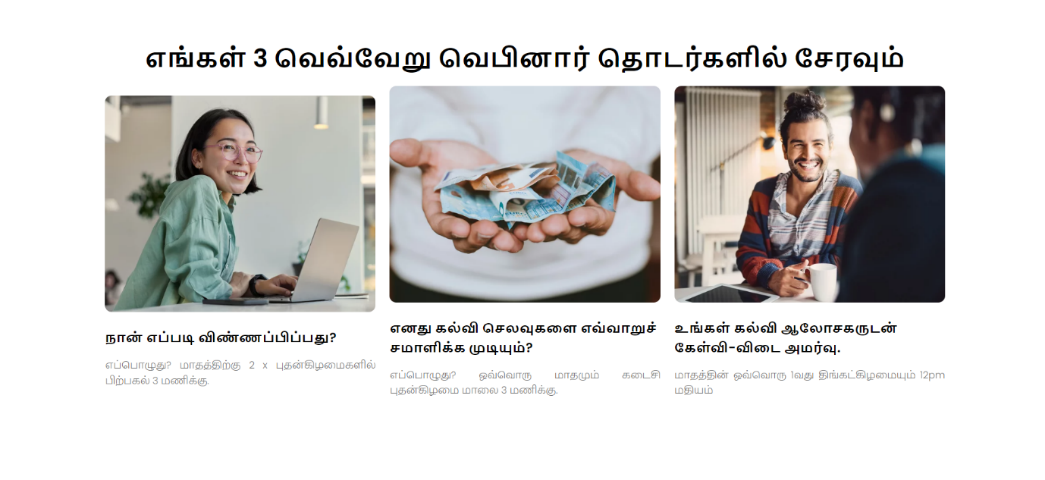 எங்கள் 3 வெவ்வேறு வெபினார் தொடர்களில் சேரவும்
நான் எப்படி விண்ணப்பிப்பது?
எப்பொழுது? மாதத்திற்கு 2 x புதன்கிழமைகளில்
பிற்பகல் 3 மணிக்கு.
எனது கல்வி செலவுகளை எவ்வாறுச்
சமாளிக்க முடியும்?
எப்பொழுது? ஒவ்வொரு மாதமும் கடைசி
புதன்கிழமை மாலை 3 மணிக்கு.
உங்கள் கல்வி ஆலோசகருடன்
கேள்வி-விடை அமர்வு.
மாதத்தின் ஒவ்வொரு 1வது திங்கட்கிழமையும் 12pm
மதியம்